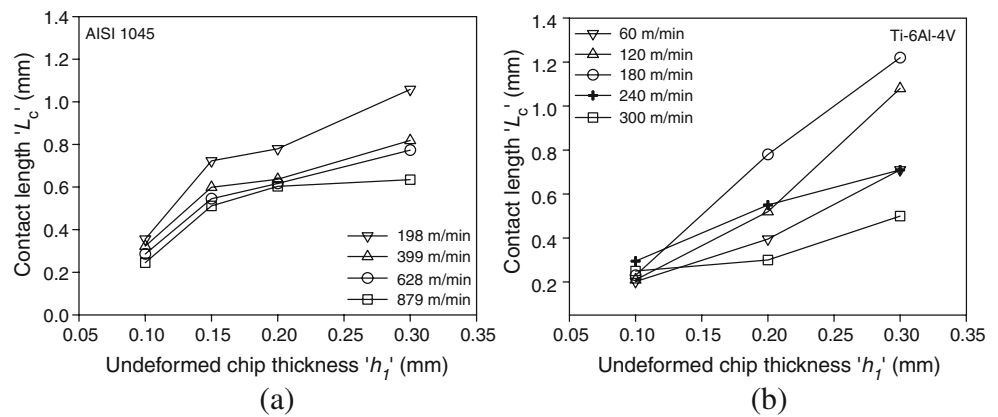 AISI 1045
1.4
1.2
1.0
0.8
0.6
0.4
0.2
0.0
Contact length 'Lc' (mm)
198 m/min
399 m/min
628 m/min
879 m/min
0.05 0.10 0.15 0.20 0.25 0.30 0.35
Undeformed chip thickness 'h1' (mm)
(a)
60 m/min
120 m/min
180 m/min
240 m/min
300 m/min
Ti-6Al-4V
1.4
1.2
1.0
0.8
0.6
0.4
0.2
Contact length 'Lc' (mm)
0.05 0.10 0.15 0.20 0.25 0.30 0.35
Undeformed chip thickness 'h1' (mm)
(b)